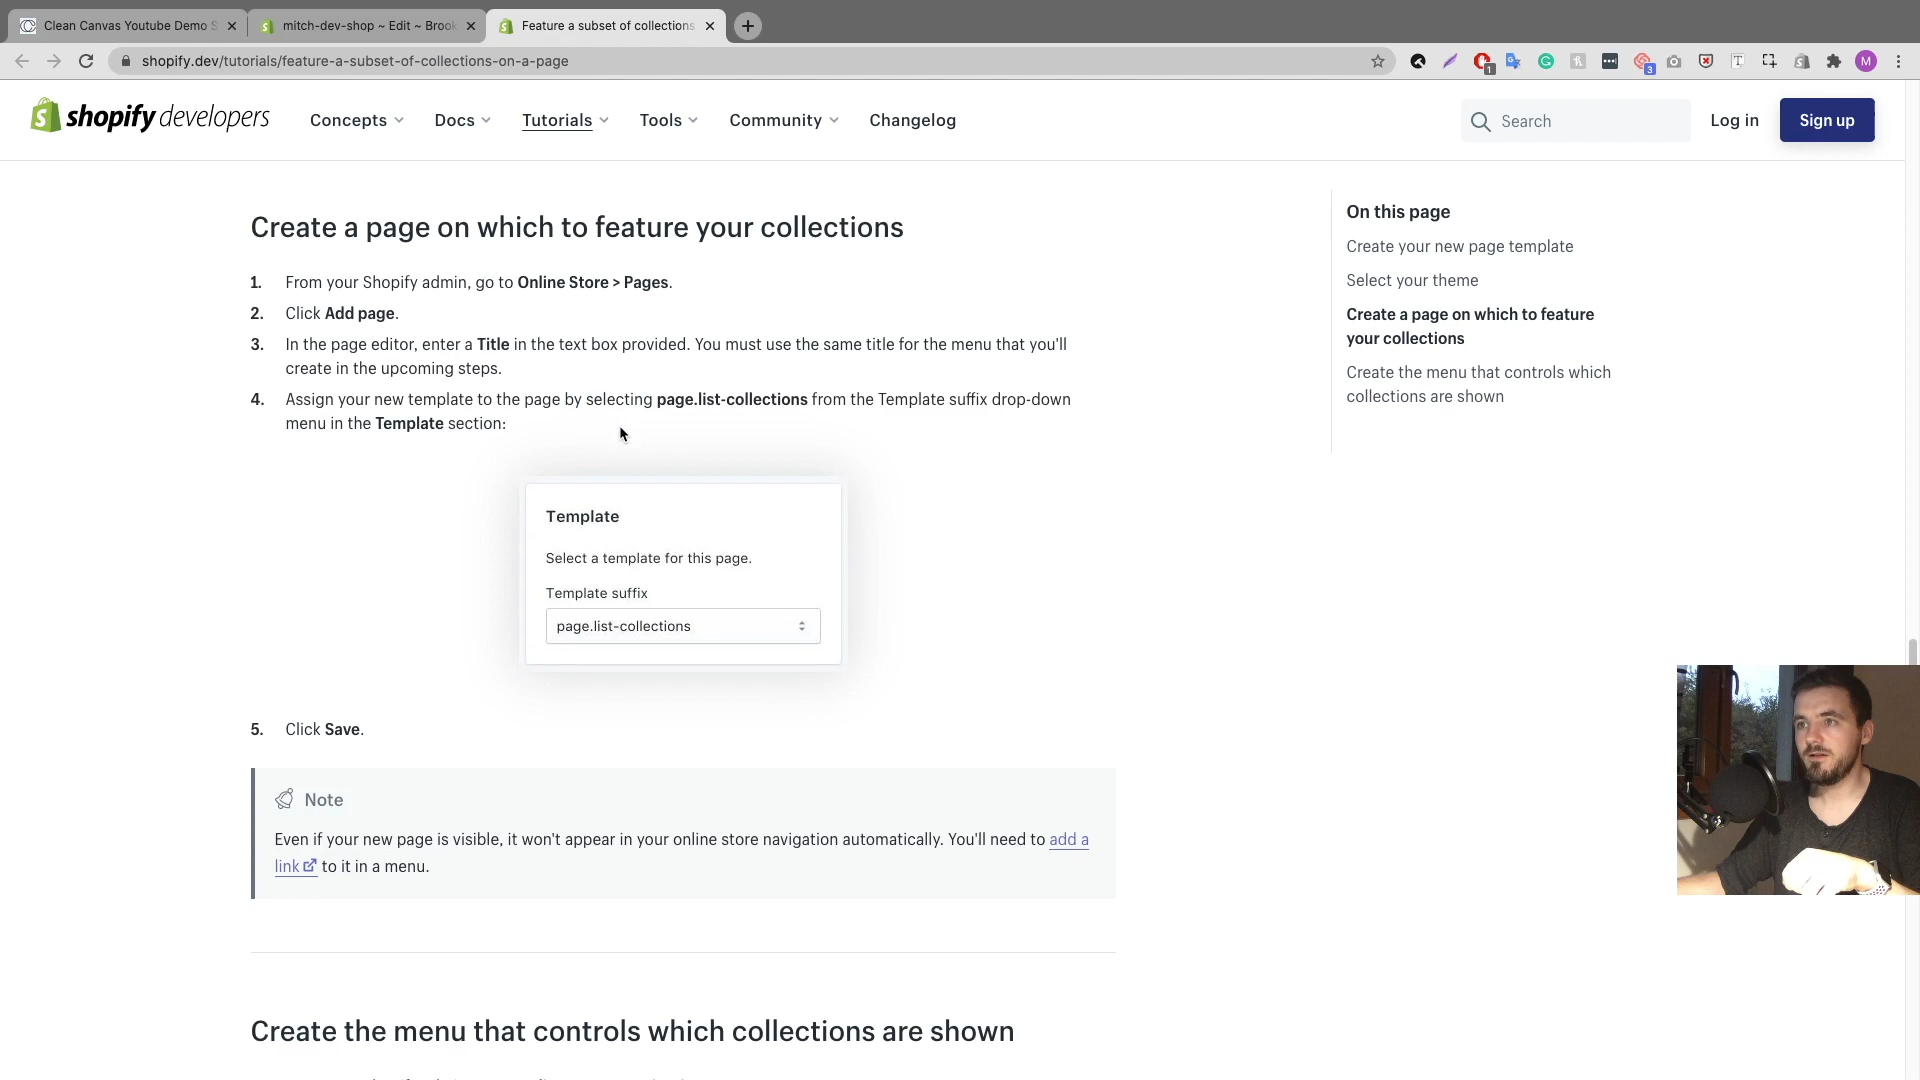 Clean Canvas Youtube Demo S
mitch-dev-shop ~ Edit ~ Brook
Feature a subset of collections
shopify.dev/tutorials/feature-a-subset-of-collections-on-a-page
1
3
M
shopify developers
Concepts
Docs
Tutorials
Tools
Community
Changelog
Search
Log in
Sign up
Create a page on which to feature your collections
1. From your Shopify admin, go to Online Store > Pages.
2. Click Add page.
3. In the page editor, enter a Title in the text box provided. You must use the same title for the menu that you'll
create in the upcoming steps.
4. Assign your new template to the page by selecting page.list-collections from the Template suffix drop-down
menu in the Template section:
Template
Select a template for this page.
Template suffix
page.list-collections
5. Click Save.
Note
Even if your new page is visible, it won't appear in your online store navigation automatically. You'll need to add a
link to it in a menu.
Create the menu that controls which collections are shown
On this page
Create your new page template
Select your theme
Create a page on which to feature
your collections
Create the menu that controls which
collections are shown